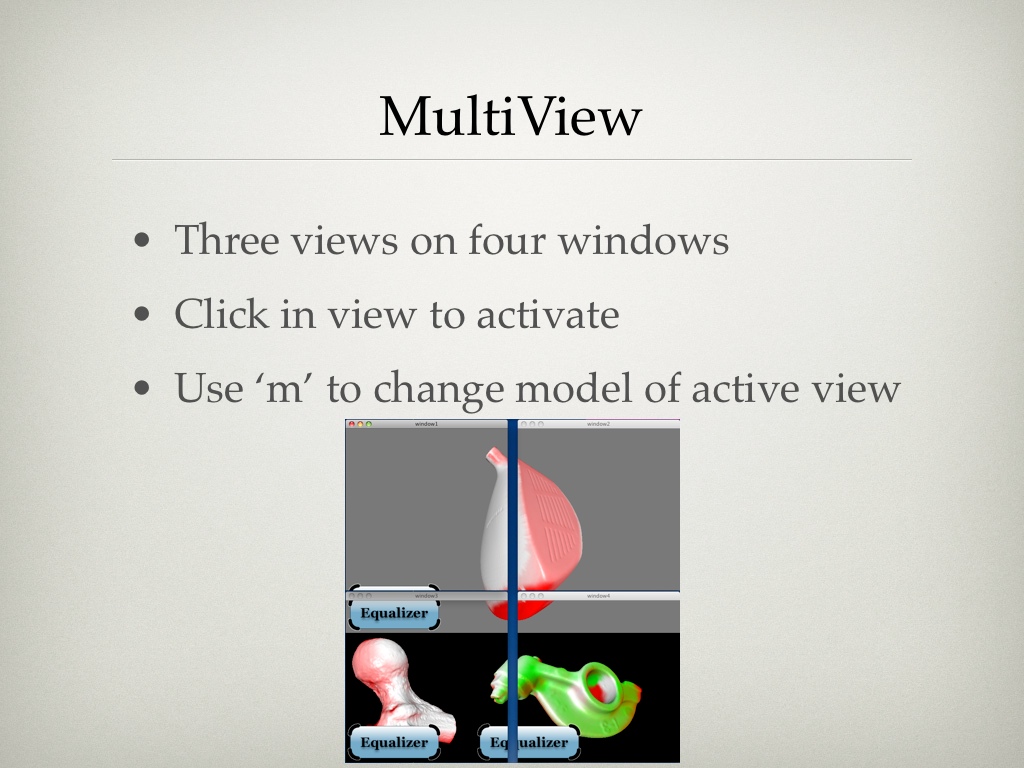 MultiView
• Three views on four windows
• Click in view to activate
• Use ‘m’ to change model of active view
window1
window2
window3
window4
Equalizer
Equalizer
Equalizer